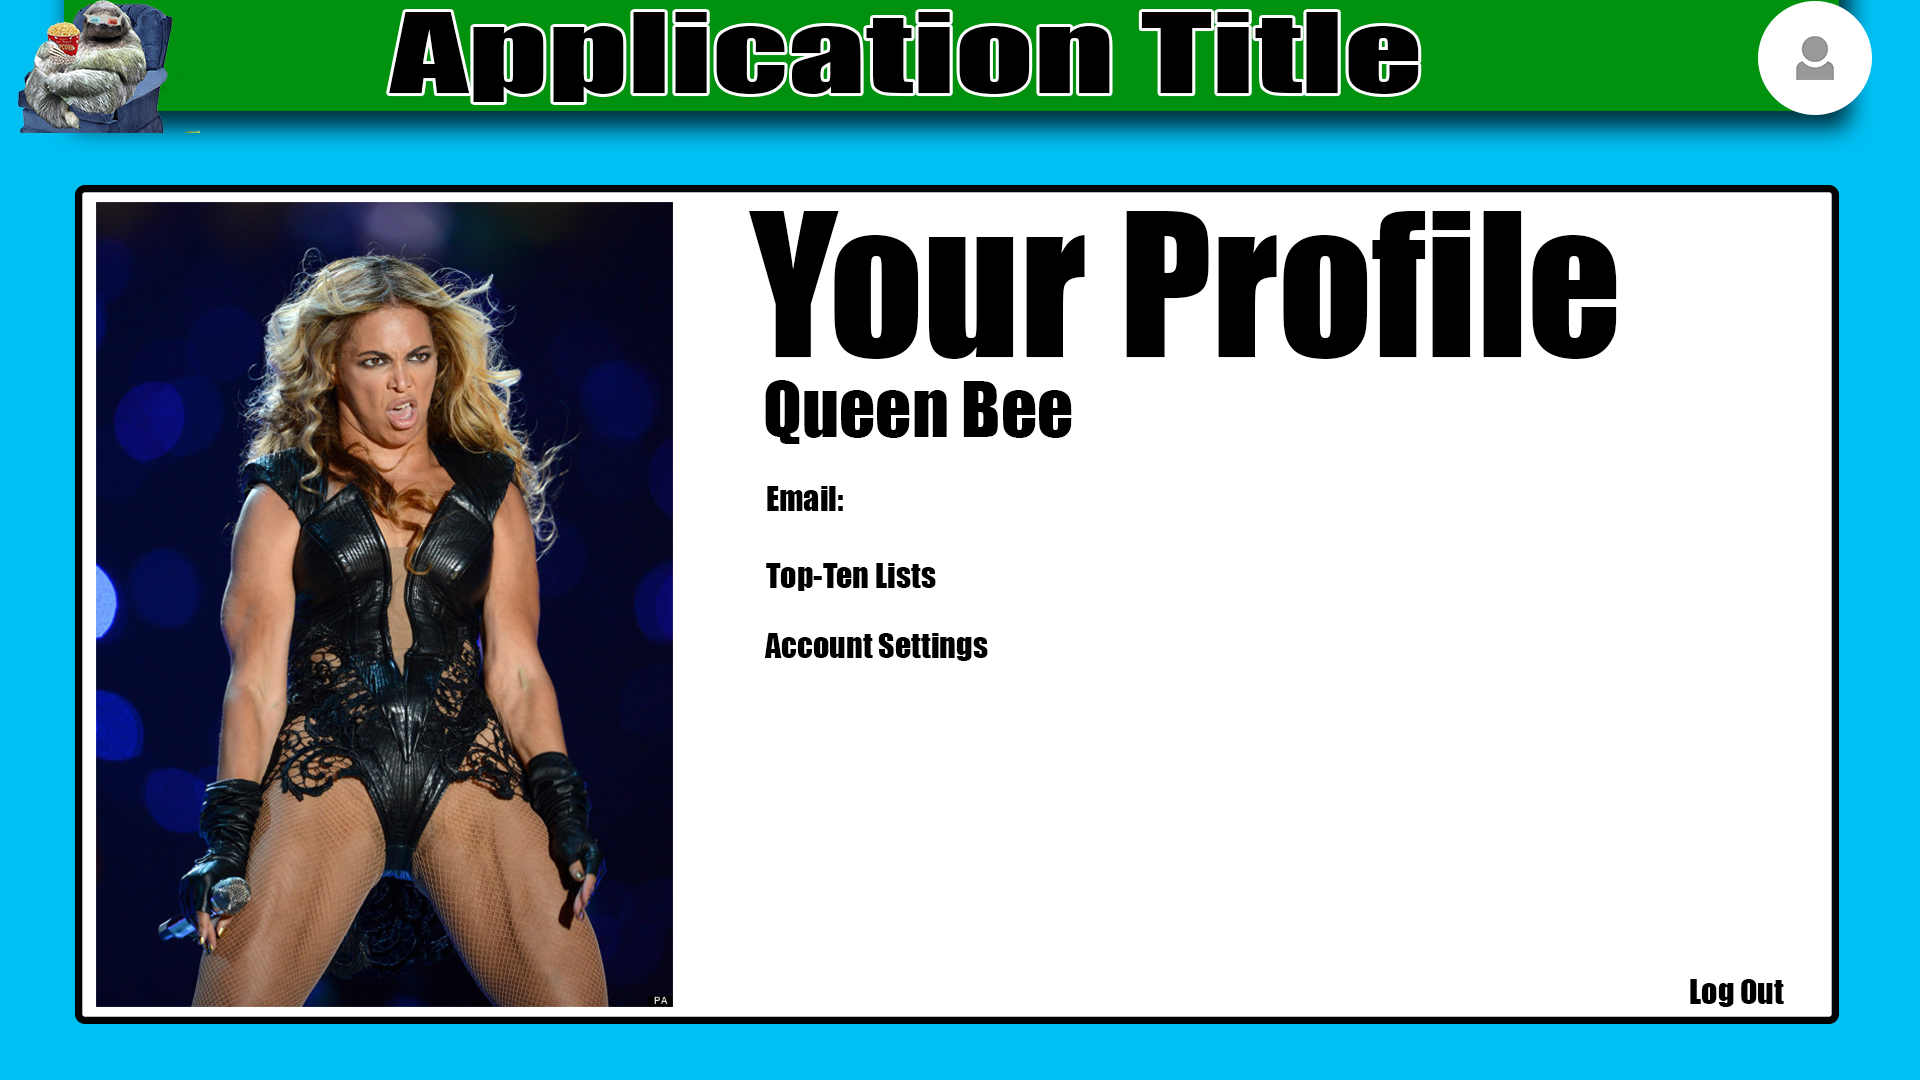 Application Title
Your Profile
Queen Bee
Email:
Top-Ten Lists
Account Settings
PA
Log Out